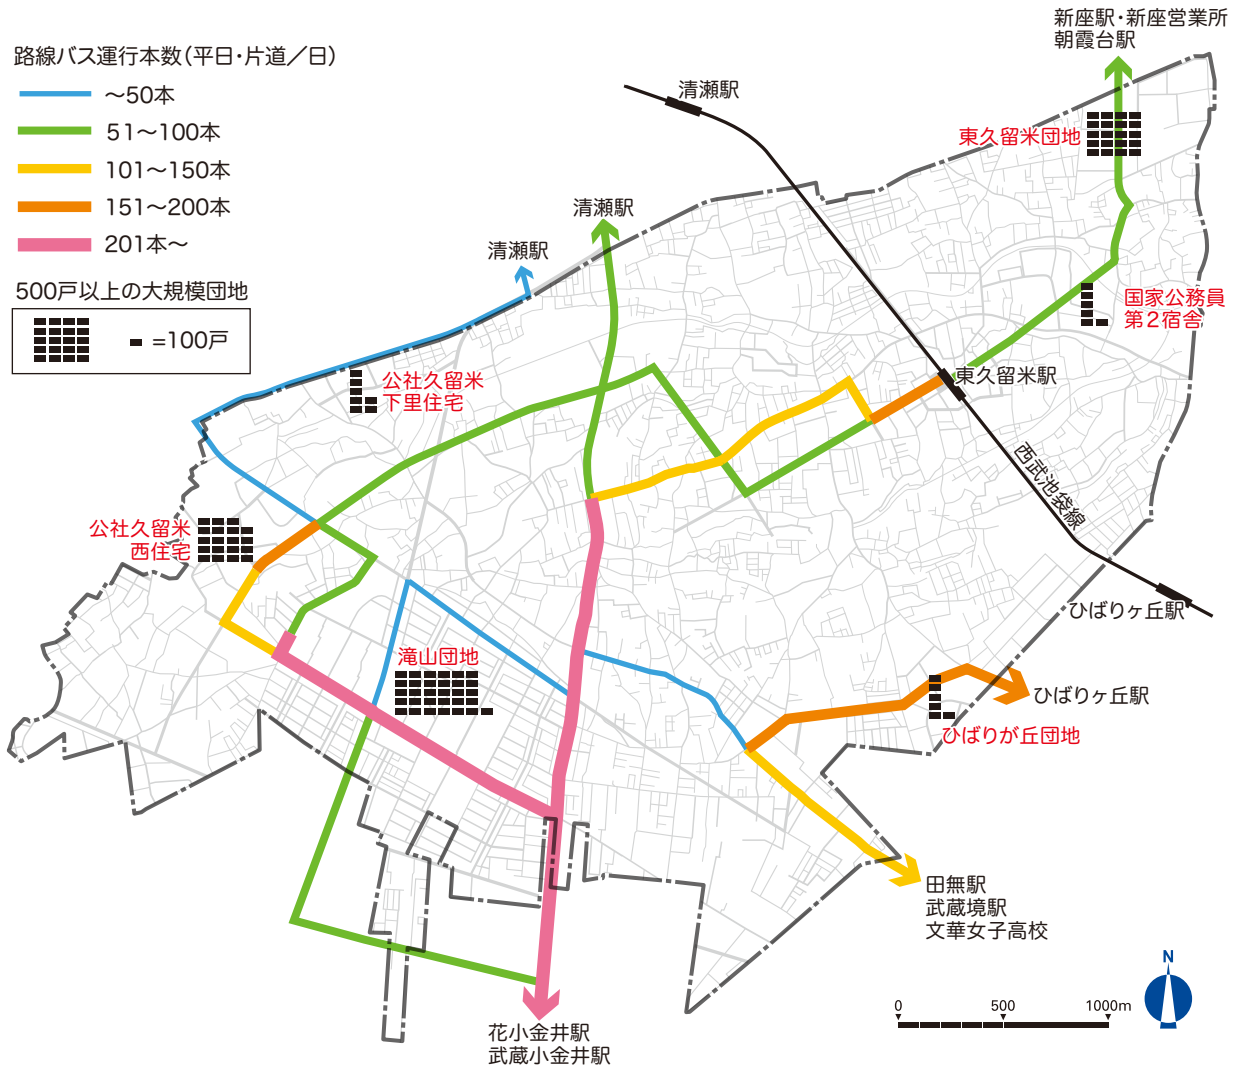 路線バス運行本数（平日・片道／日）
～50本
51～100本
101～150本
151～200本
201本～
500戸以上の大規模団地
=100戸
新座駅・新座営業所
朝霞台駅
清瀬駅
東久留米団地
清瀬駅
清瀬駅
国家公務員
第2宿舎
公社久留米
下里住宅
東久留米駅
西武池袋線
公社久留米
西住宅
ひばりヶ丘駅
滝山団地
ひばりヶ丘駅
ひばりが丘団地
田無駅
武蔵境駅
文華女子高校
花小金井駅
武蔵小金井駅
N
0 500 1000m